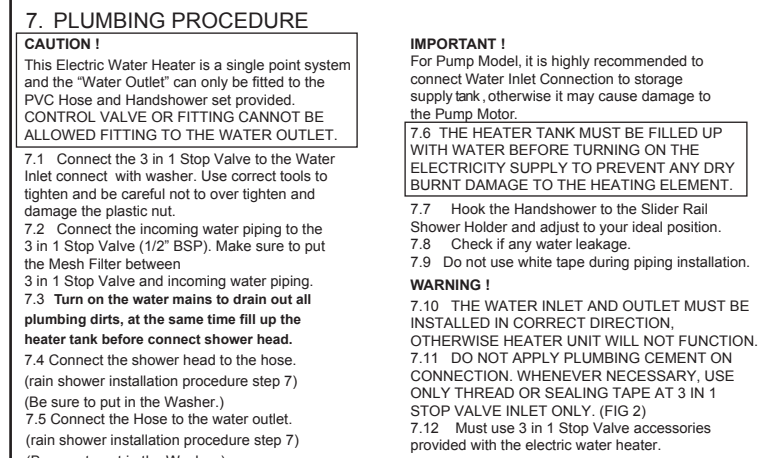 7. PLUMBING PROCEDURE
CAUTION !
This Electric Water Heater is a single point system
and the “Water Outlet” can only be fitted to the
PVC Hose and Handshower set provided.
CONTROL VALVE OR FITTING CANNOT BE
ALLOWED FITTING TO THE WATER OUTLET.
7.1 Connect the 3 in 1 Stop Valve to the Water
Inlet connect with washer. Use correct tools to
tighten and be careful not to over tighten and
damage the plastic nut.
7.2 Connect the incoming water piping to the
3 in 1 Stop Valve (1/2” BSP). Make sure to put
the Mesh Filter between
3 in 1 Stop Valve and incoming water piping.
7.3 Turn on the water mains to drain out all
plumbing dirts, at the same time fill up the
heater tank before connect shower head.
7.4 Connect the shower head to the hose.
(rain shower installation procedure step 7)
(Be sure to put in the Washer.)
7.5 Connect the Hose to the water outlet.
(rain shower installation procedure step 7)
IMPORTANT !
For Pump Model, it is highly recommended to
connect Water Inlet Connection to storage
supply tank , otherwise it may cause damage to
the Pump Motor.
7.6 THE HEATER TANK MUST BE FILLED UP
WITH WATER BEFORE TURNING ON THE
ELECTRICITY SUPPLY TO PREVENT ANY DRY
BURNT DAMAGE TO THE HEATING ELEMENT.
7.7 Hook the Handshower to the Slider Rail
Shower Holder and adjust to your ideal position.
7.8 Check if any water leakage.
7.9 Do not use white tape during piping installation.
WARNING !
7.10 THE WATER INLET AND OUTLET MUST BE
INSTALLED IN CORRECT DIRECTION,
OTHERWISE HEATER UNIT WILL NOT FUNCTION.
7.11 DO NOT APPLY PLUMBING CEMENT ON
CONNECTION. WHENEVER NECESSARY, USE
ONLY THREAD OR SEALING TAPE AT 3 IN 1
STOP VALVE INLET ONLY. (FIG 2)
7.12 Must use 3 in 1 Stop Valve accessories
provided with the electric water heater.